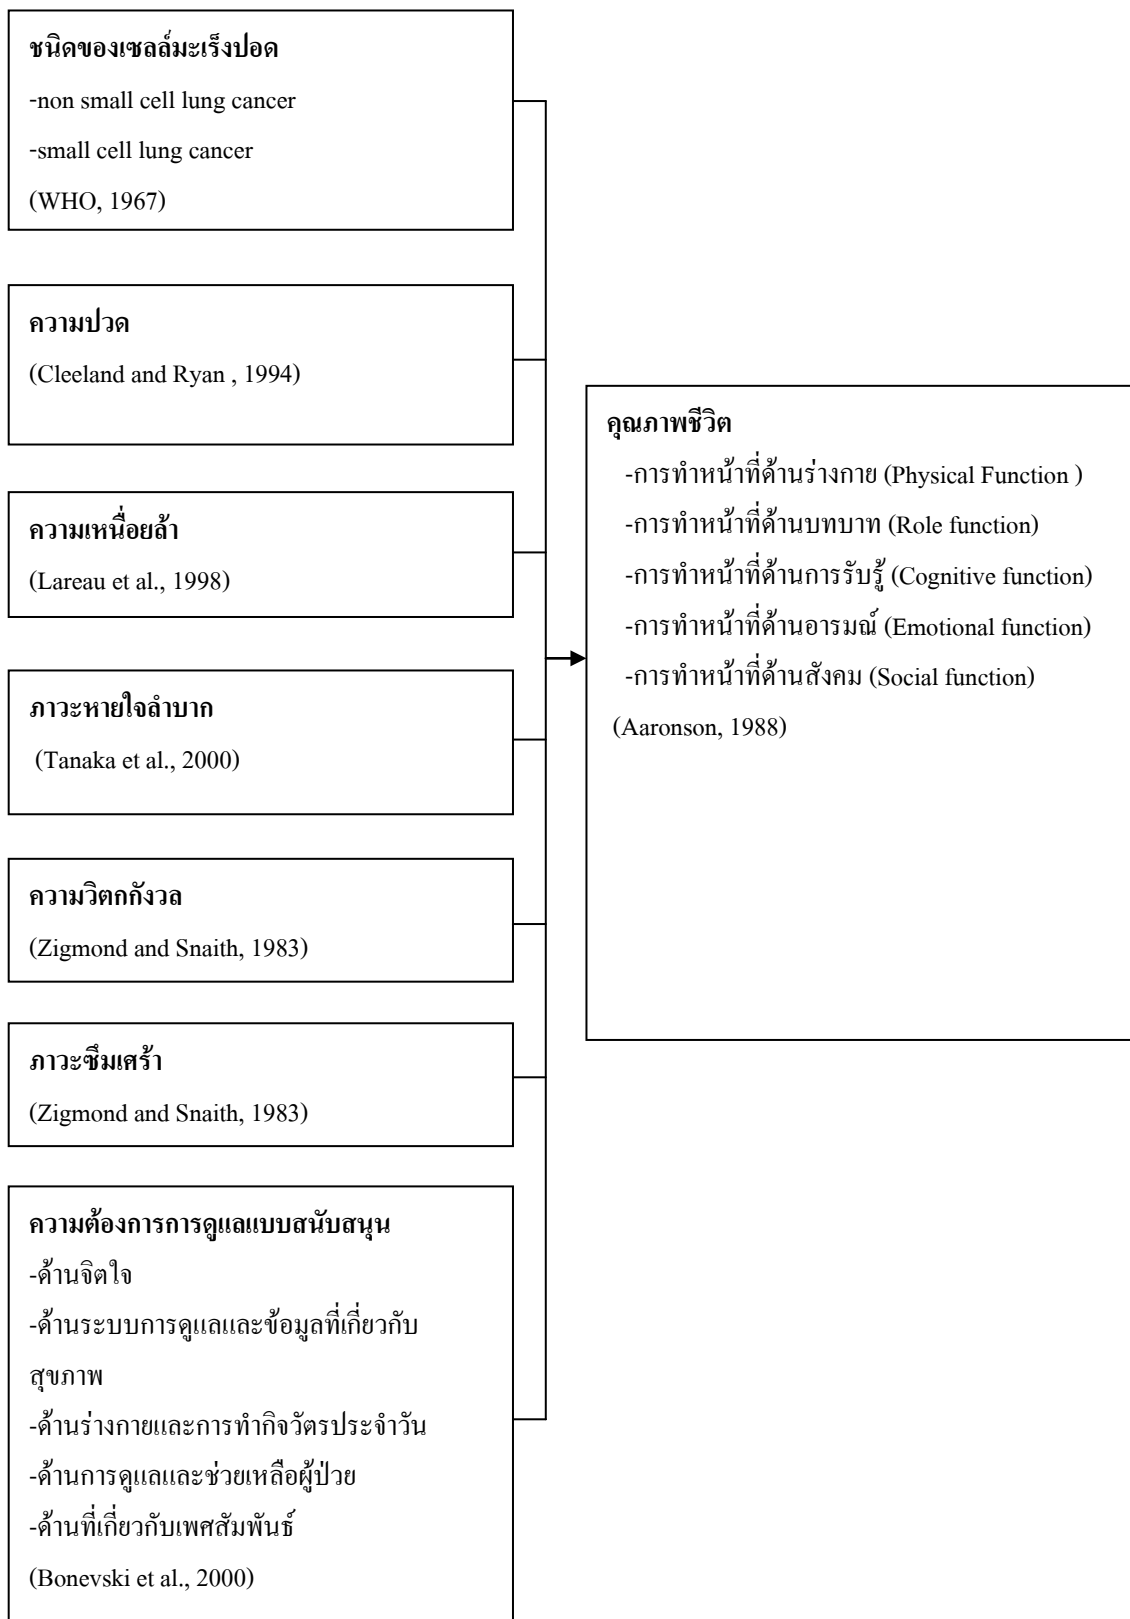 ชนิดของเซลล์มะเร็งปอด
-non small cell lung cancer
-small cell lung cancer
(WHO, 1967)
ความปวด
(Cleeland and Ryan , 1994)
ความเหนื่อยล้า
(Lareau et al., 1998)
ภาวะหายใจลำบาก
(Tanaka et al., 2000)
ความวิตกกังวล
(Zigmond and Snaith, 1983)
ภาวะซึมเศร้า
(Zigmond and Snaith, 1983)
ความต้องการการดูแลแบบสนับสนุน
-ด้านจิตใจ
-ด้านระบบการดูแลและข้อมูลที่เกี่ยวกับ
สุขภาพ
-ด้านร่างกายและการทำกิจวัตรประจำวัน
-ด้านการดูแลและช่วยเหลือผู้ป่วย
-ด้านที่เกี่ยวกับเพศสัมพันธ์
(Bonevski et al., 2000)
คุณภาพชีวิต
-การทำหน้าที่ด้านร่างกาย (Physical Function )
-การทำหน้าที่ด้านบทบาท (Role function)
-การทำหน้าที่ด้านการรับรู้ (Cognitive function)
-การทำหน้าที่ด้านอารมณ์ (Emotional function)
-การทำหน้าที่ด้านสังคม (Social function)
(Aaronson, 1988)